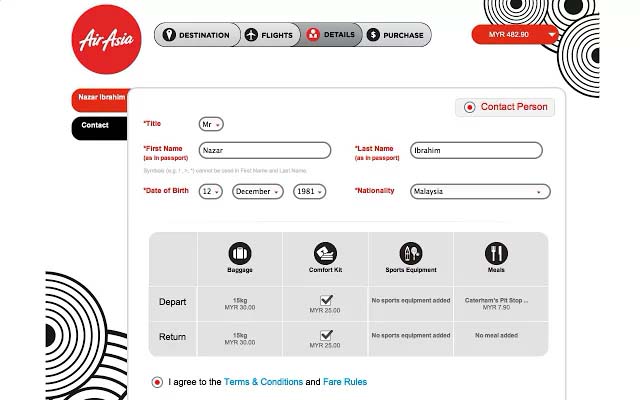 AirAsia
DESTINATION
FLIGHTS
DETAILS
$ PURCHASE
MYR 482.90
Nazar Ibrahim
Contact
Contact Person
*Title
Mr
*First Name
(as in passport)
Nazar
*Last Name
(as in passport)
Ibrahim
Symbols (e.g. ! ,>, *) cannot be used in First Name and Last Name.
*Date of Birth
12
December
1981
*Nationality
Malaysia
Baggage
Comfort Kit
Sports Equipment
Meals
Depart
15kg
MYR 30.00
MYR 25.00
No sports equipment added
Caterham's Pit Stop ...
MYR 7.90
Return
15kg
MYR 30.00
MYR 25.00
No sports equipment added
No meal added
I agree to the Terms & Conditions and Fare Rules